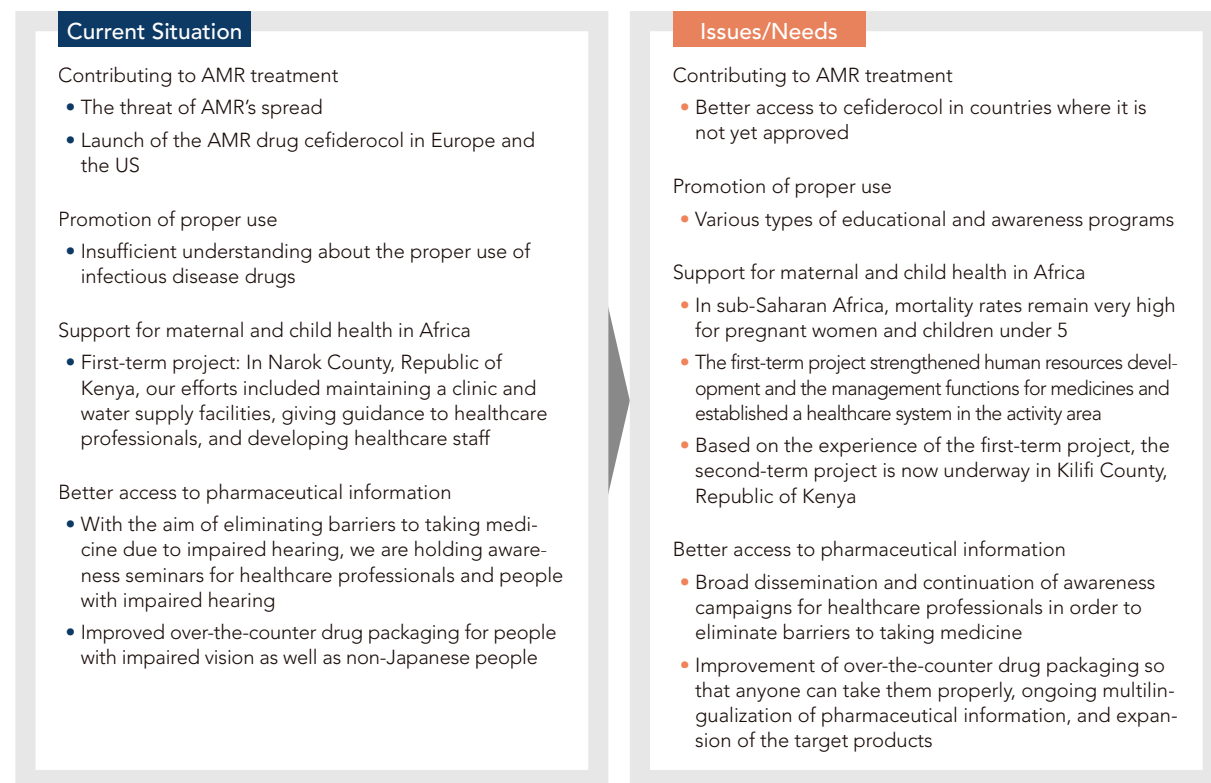 Current Situation
Contributing to AMR treatment
• The threat of AMR's spread
• Launch of the AMR drug cefiderocol in Europe and
the US
Promotion of proper use
• Insufficient understanding about the proper use of
infectious disease drugs
Support for maternal and child health in Africa
• First-term project: In Narok County, Republic of
Kenya, our efforts included maintaining a clinic and
water supply facilities, giving guidance to healthcare
professionals, and developing healthcare staff
Better access to pharmaceutical information
• With the aim of eliminating barriers to taking medi-
cine due to impaired hearing, we are holding aware-
ness seminars for healthcare professionals and people
with impaired hearing
• Improved over-the-counter drug packaging for people
with impaired vision as well as non-Japanese people
Issues/Needs
Contributing to AMR treatment
• Better access to cefiderocol in countries where it is
not yet approved
Promotion of proper use
• Various types of educational and awareness programs
Support for maternal and child health in Africa
• In sub-Saharan Africa, mortality rates remain very high
for pregnant women and children under 5
• The first-term project strengthened human resources devel-
opment and the management functions for medicines and
established a healthcare system in the activity area
• Based on the experience of the first-term project, the
second-term project is now underway in Kilifi County,
Republic of Kenya
Better access to pharmaceutical information
• Broad dissemination and continuation of awareness
campaigns for healthcare professionals in order to
eliminate barriers to taking medicine
• Improvement of over-the-counter drug packaging so
that anyone can take them properly, ongoing multilin-
gualization of pharmaceutical information, and expan-
sion of the target products